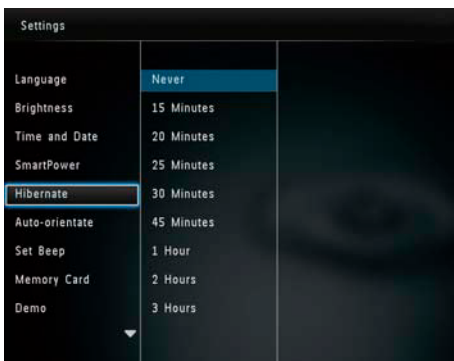 Settings
Language
Brightness
Time and Date
SmartPower
Hibernate
Auto-orientate
Set Beep
Memory Card
Demo
Never
15 Minutes
20 Minutes
25 Minutes
30 Minutes
45 Minutes
1 Hour
2 Hours
3 Hours